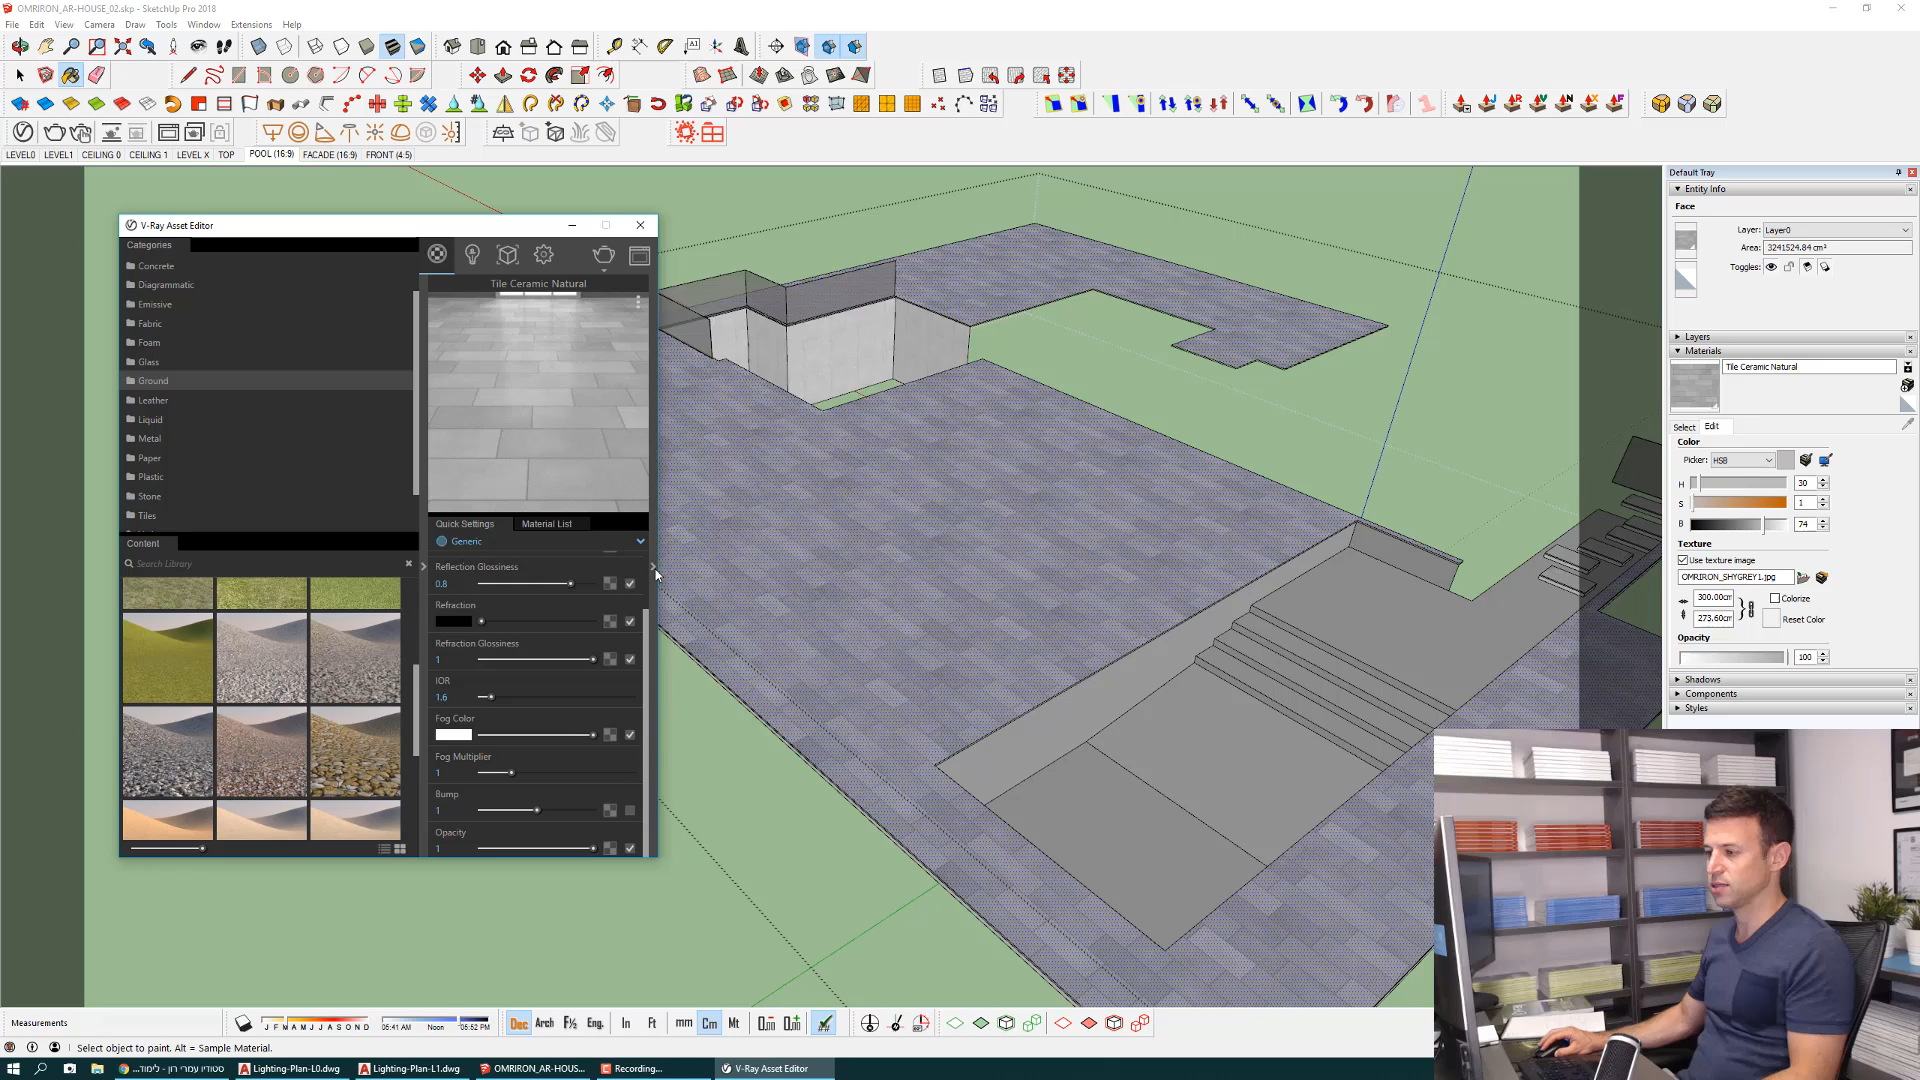 OMRIRON_AR-HOUSE_02.skp - SketchUp Pro 2018
File Edit View Camera Draw Tools Window Extensions Help
LEVEL0 LEVEL1 CEILING 0 CEILING 1 LEVEL X TOP POOL (16:9) FACADE (16:9) FRONT (4:5)
V-Ray Asset Editor
Categories
Concrete
Diagrammatic
Emissive
Fabric
Foam
Glass
Ground
Leather
Liquid
Metal
Paper
Plastic
Stone
Tiles
Content
Search Library
Tile Ceramic Natural
Quick Settings Material List
Generic
Reflection Glossiness
0.8
Refraction
Refraction Glossiness
1
IOR
1.6
Fog Color
Fog Multiplier
1
Bump
1
Opacity
1
Default Tray
Entity Info
Face
Layer: Layer0
Area: 3241524.84 cm²
Toggles:
Layers
Materials
Tile Ceramic Natural
Select Edit
Color
Picker: HSB
H 30
S 1
B 74
Texture
Use texture image
OMRIRON_SHYGREY1.jpg
300.00cm Colorize
273.60cm Reset Color
Opacity
100
Shadows
Components
Styles
Measurements
J F M A M J J A S O N D 06:41 AM Noon 05:52 PM
Dec Arch F½ Eng. In Ft mm Cm Mt
Select object to paint. Alt = Sample Material.
סטודיו עמרי רון - לימוד... Lighting-Plan-L0.dwg Lighting-Plan-L1.dwg OMRIRON_AR-HOUS... Recording... V-Ray Asset Editor